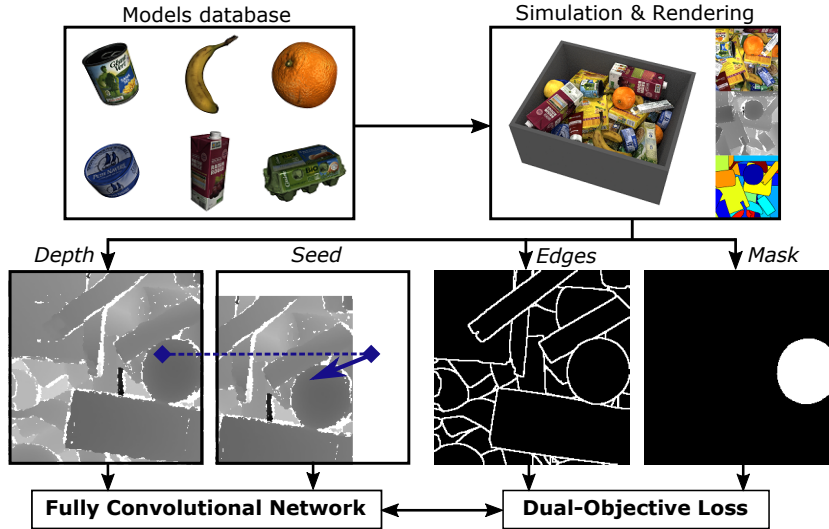 Models database
Simulation & Rendering
Depth
Seed
Edges
Mask
Fully Convolutional Network
Dual-Objective Loss